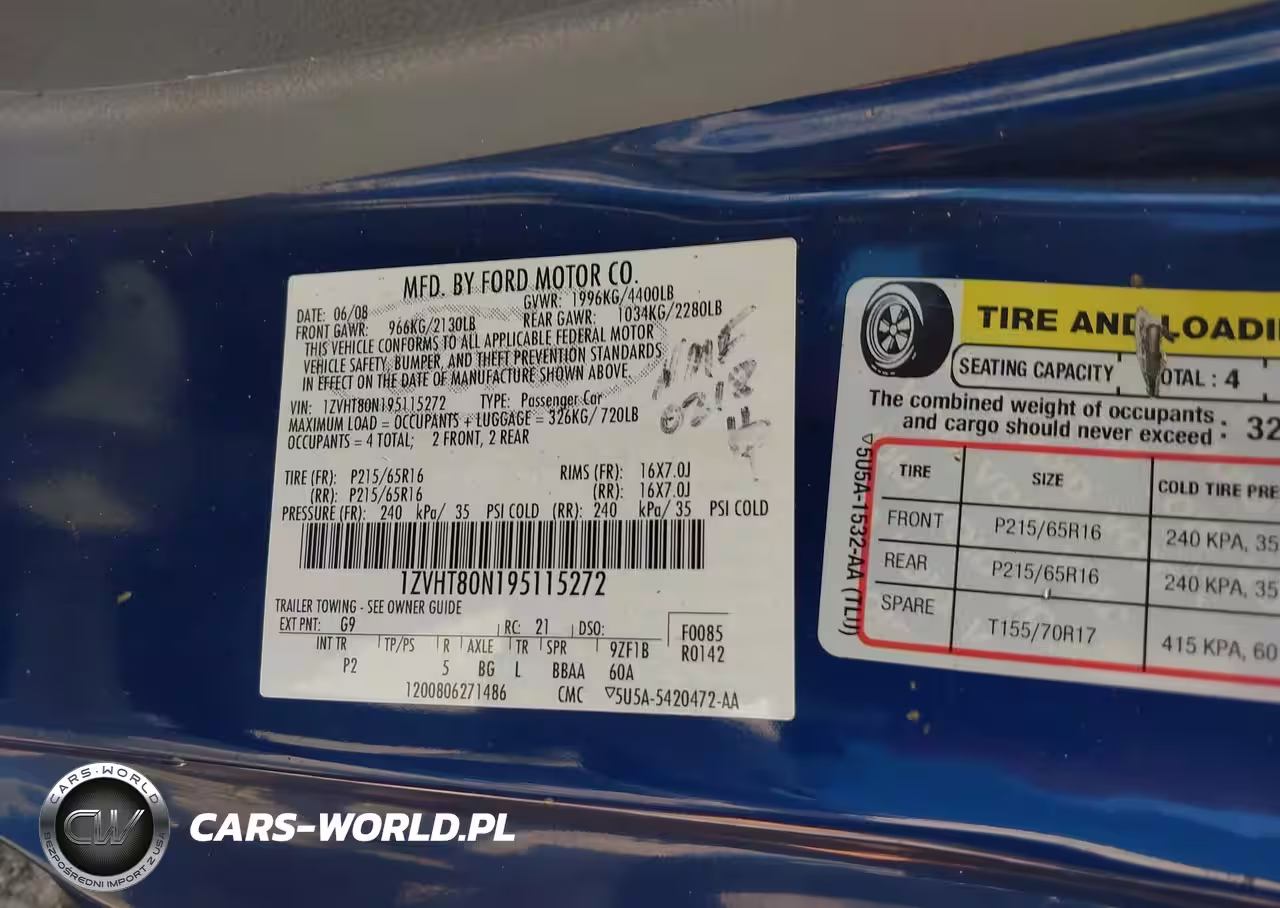 MFD. BY FORD MOTOR CO.
DATE: 06/08 GVWR: 1996KG/4400LB
FRONT GAWR: 966KG/2130LB REAR GAWR: 1034KG/2280LB
THIS VEHICLE CONFORMS TO ALL APPLICABLE FEDERAL MOTOR
VEHICLE SAFETY, BUMPER, AND THEFT PREVENTION STANDARDS
IN EFFECT ON THE DATE OF MANUFACTURE SHOWN ABOVE.
VIN: 1ZVHT80N195115272 TYPE: Passenger Car
MAXIMUM LOAD = OCCUPANTS + LUGGAGE = 326KG/720LB
OCCUPANTS = 4 TOTAL; 2 FRONT, 2 REAR
TIRE (FR): P215/65R16 RIMS (FR): 16X7.0J
(RR): P215/65R16 (RR): 16X7.0J
PRESSURE (FR): 240 kPa/ 35 PSI COLD (RR): 240 kPa/ 35 PSI COLD
1ZVHT80N195115272
TRAILER TOWING - SEE OWNER GUIDE
EXT PNT: G9 RC: 21 DSO: F0085
INT TR TP/PS R AXLE TR SPR 9ZF1B R0142
P2 5 BG L BBAA 60A
1200806271486 CMC ▽5U5A-5420472-AA
TIRE AND LOADI
SEATING CAPACITY OTAL : 4
The combined weight of occupants
and cargo should never exceed : 32
▽5U5A-1532-AA (TLU)
TIRE SIZE COLD TIRE PRE
FRONT P215/65R16 240 KPA, 35
REAR P215/65R16 240 KPA, 35
SPARE T155/70R17 415 KPA, 60
CARS-WORLD
CW
BEZPOŚREDNI IMPORT Z USA
CARS-WORLD.PL